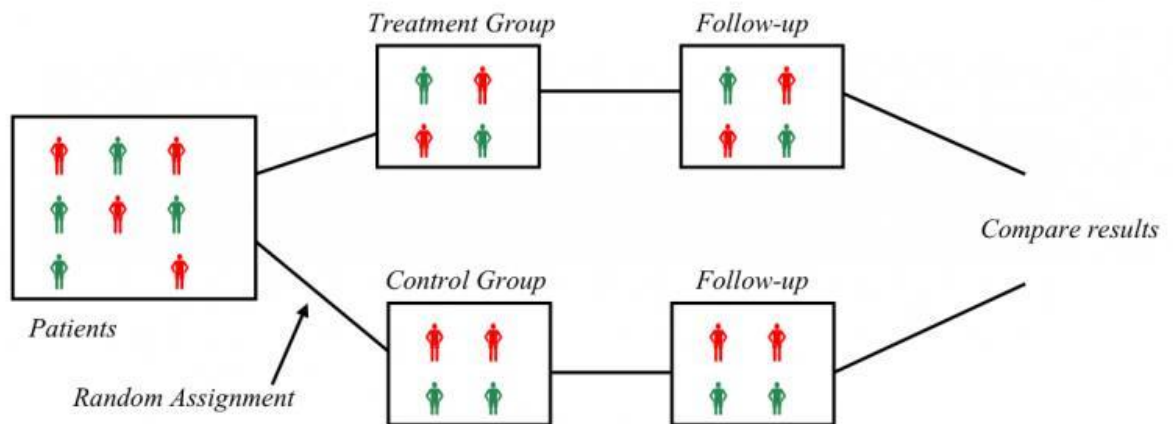 Treatment Group
Follow-up
Patients
Compare results
Control Group
Follow-up
Random Assignment